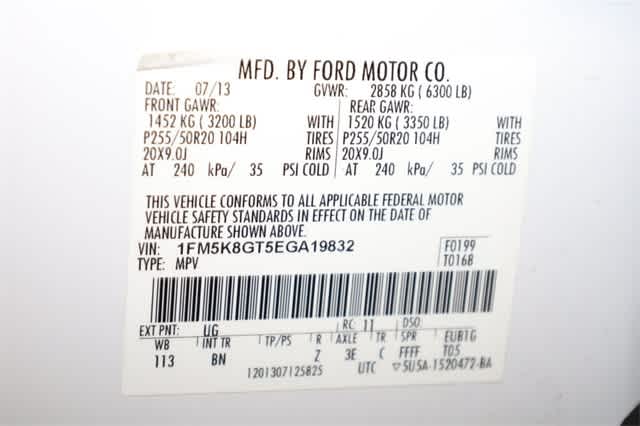 MFD. BY FORD MOTOR CO.
DATE: 07/13 GVWR: 2858 KG ( 6300 LB)
FRONT GAWR: REAR GAWR:
1452 KG ( 3200 LB) WITH 1520 KG ( 3350 LB) WITH
P255/50R20 104H TIRES P255/50R20 104H TIRES
20X9.0J RIMS 20X9.0J RIMS
AT 240 kPa/ 35 PSI COLD AT 240 kPa/ 35 PSI COLD
THIS VEHICLE CONFORMS TO ALL APPLICABLE FEDERAL MOTOR
VEHICLE SAFETY STANDARDS IN EFFECT ON THE DATE OF
MANUFACTURE SHOWN ABOVE.
VIN: 1FM5K8GT5EGA19832 F0199
TYPE: MPV T0168
EXT PNT: UG RC: 11 DSO:
WB INT TR TP/PS R AXLE TR SPR EUBTG
113 BN Z 3E C FFFF T05
1201307125825 UTC ▽5U5A-1520472-BA